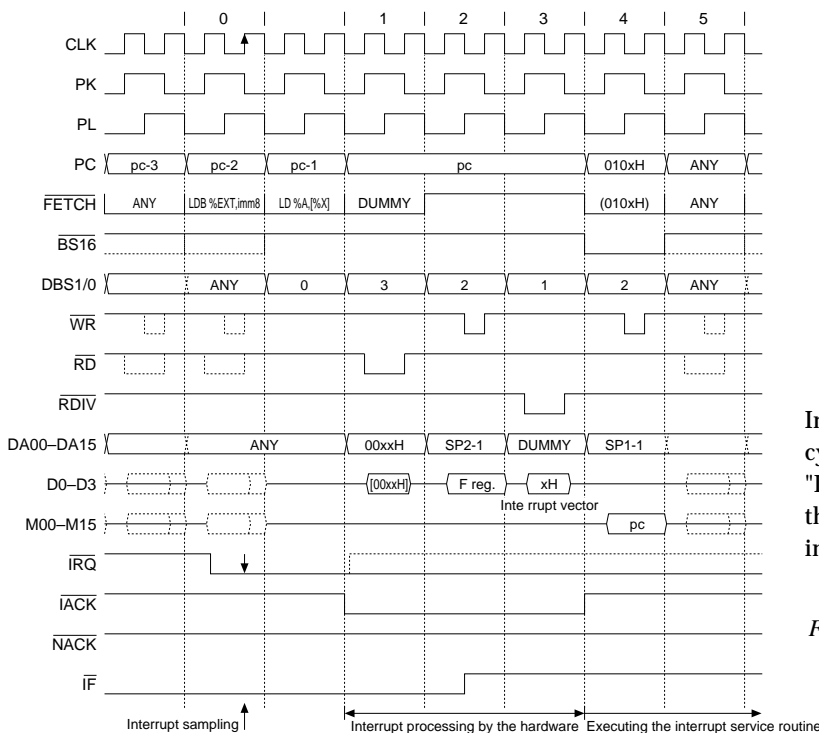 0 1 2 3 4 5
CLK
PK
PL
PC pc-3 pc-2 pc-1 pc 010xH ANY
FETCH ANY LDB %EXT,imm8 LD %A,[%X] DUMMY (010xH) ANY
BS16
DBS1/0 ANY 0 3 2 1 2 ANY
WR
RD
RDIV
DA00–DA15 ANY 00xxH SP2-1 DUMMY SP1-1
D0–D3 [00xxH] F reg. xH
Inte rrupt vector
M00–M15 pc
IRQ
IACK
NACK
IF
Interrupt sampling Interrupt processing by the hardware Executing the interrupt service routine
In
cy
"I
th
in
F